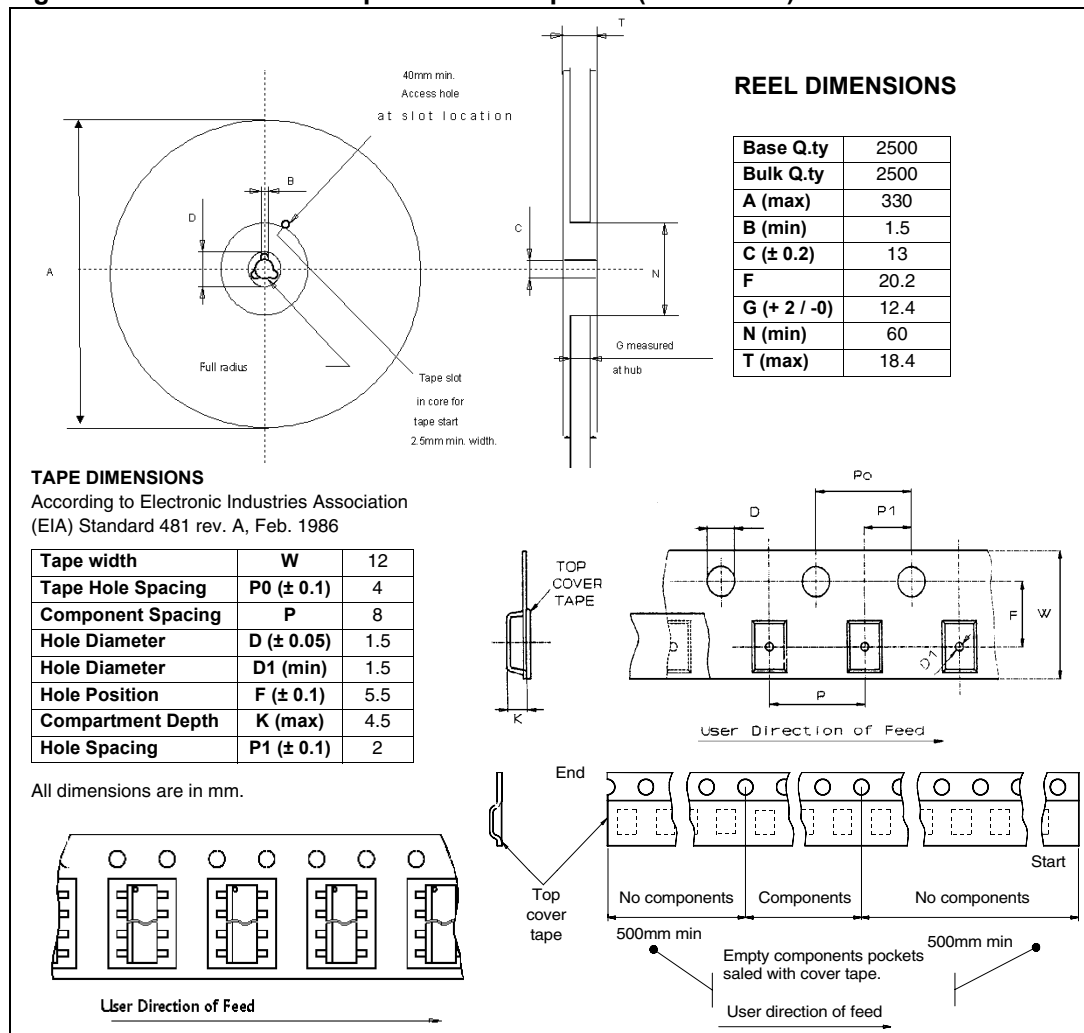 T
40mm min.
Access hole
at slot location
B
D
C
A
N
Full radius
Tape slot
in core for
tape start
2.5mm min. width.
G measured
at hub
REEL DIMENSIONS
Base Q.ty 2500
Bulk Q.ty 2500
A (max) 330
B (min) 1.5
C (± 0.2) 13
F 20.2
G (+ 2 / -0) 12.4
N (min) 60
T (max) 18.4
TAPE DIMENSIONS
According to Electronic Industries Association
(EIA) Standard 481 rev. A, Feb. 1986
Tape width W 12
Tape Hole Spacing P0 (± 0.1) 4
Component Spacing P 8
Hole Diameter D (± 0.05) 1.5
Hole Diameter D1 (min) 1.5
Hole Position F (± 0.1) 5.5
Compartment Depth K (max) 4.5
Hole Spacing P1 (± 0.1) 2
All dimensions are in mm.
Po
D
P1
TOP
COVER
TAPE
F
W
D1
P
K
User Direction of Feed
End
Start
Top
cover
tape
No components
Components
No components
500mm min
500mm min
Empty components pockets
saled with cover tape.
User direction of feed
User Direction of Feed